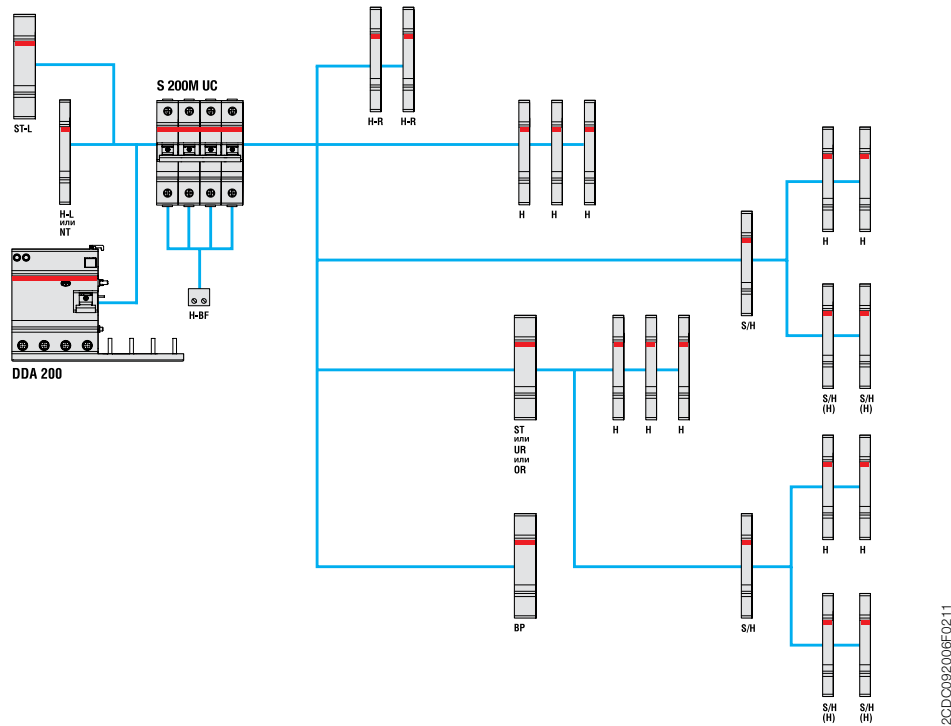 ST-L
S 200M UC
H-R
H-R
H-L
или
NT
H
H
H
H
H
H-BF
S/H
DDA 200
S/H
(H)
S/H
(H)
ST
или
UR
или
OR
H
H
H
H
H
BP
S/H
S/H
(H)
S/H
(H)
2CDC092006F0211